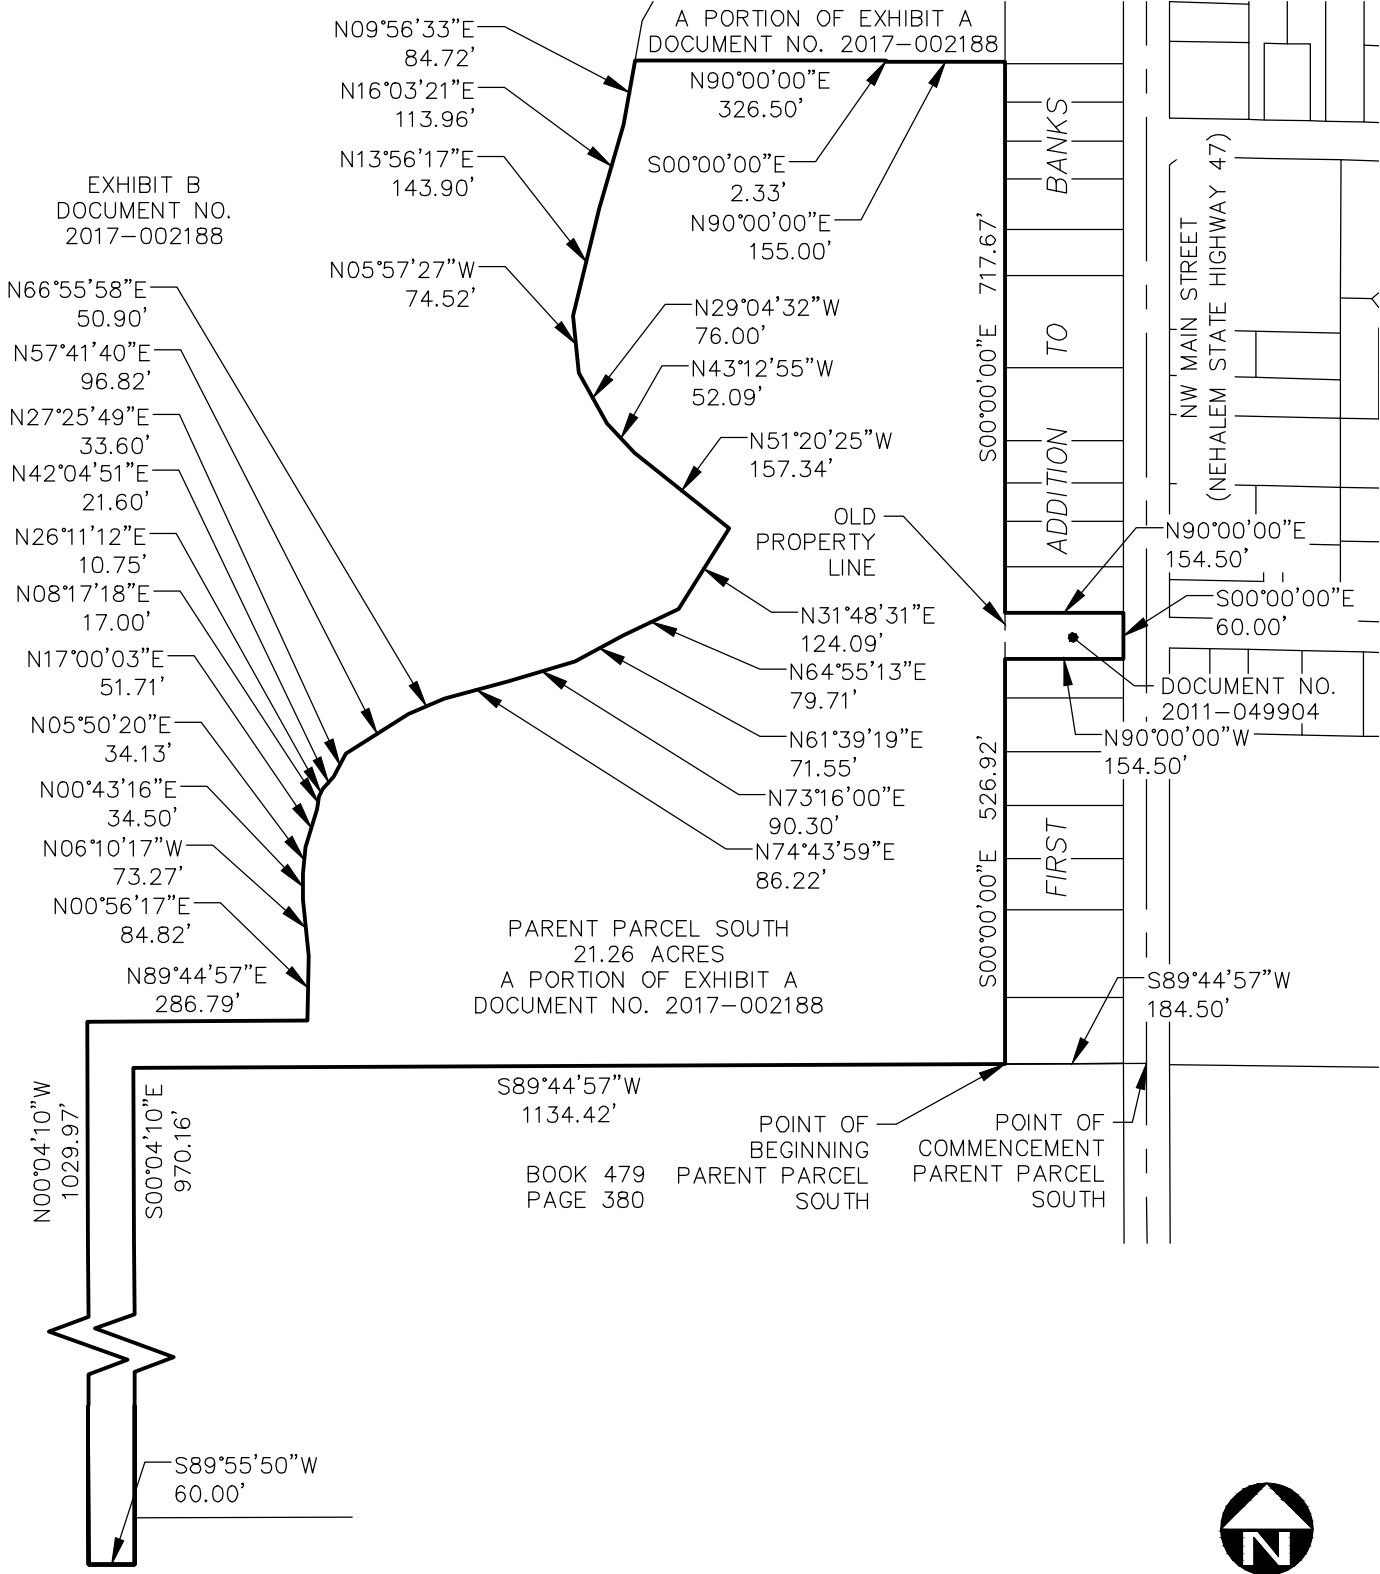 A PORTION OF EXHIBIT A
DOCUMENT NO. 2017-002188
N09°56'33"E
84.72'
N16°03'21"E
113.96'
N13°56'17"E
143.90'
N05°57'27"W
74.52'
EXHIBIT B
DOCUMENT NO.
2017-002188
N90°00'00"E
326.50'
S00°00'00"E
2.33'
N90°00'00"E
155.00'
N29°04'32"W
76.00'
N43°12'55"W
52.09'
N51°20'25"W
157.34'
OLD
PROPERTY
LINE
S00°00'00"E 717.67'
FIRST ADDITION TO BANKS
NW MAIN STREET
(NEHALEM STATE HIGHWAY 47)
N90°00'00"E
154.50'
S00°00'00"E
60.00'
DOCUMENT NO.
2011-049904
N90°00'00"W
154.50'
N66°55'58"E
50.90'
N57°41'40"E
96.82'
N27°25'49"E
33.60'
N42°04'51"E
21.60'
N26°11'12"E
10.75'
N08°17'18"E
17.00'
N17°00'03"E
51.71'
N05°50'20"E
34.13'
N00°43'16"E
34.50'
N06°10'17"W
73.27'
N00°56'17"E
84.82'
N89°44'57"E
286.79'
N31°48'31"E
124.09'
N64°55'13"E
79.71'
N61°39'19"E
71.55'
N73°16'00"E
90.30'
N74°43'59"E
86.22'
S00°00'00"E 526.92'
PARENT PARCEL SOUTH
21.26 ACRES
A PORTION OF EXHIBIT A
DOCUMENT NO. 2017-002188
S89°44'57"W
184.50'
S89°44'57"W
1134.42'
BOOK 479
PAGE 380
POINT OF
BEGINNING
PARENT PARCEL
SOUTH
POINT OF
COMMENCEMENT
PARENT PARCEL
SOUTH
N00°04'10"W
1029.97'
S00°04'10"E
970.16'
S89°55'50"W
60.00'
N